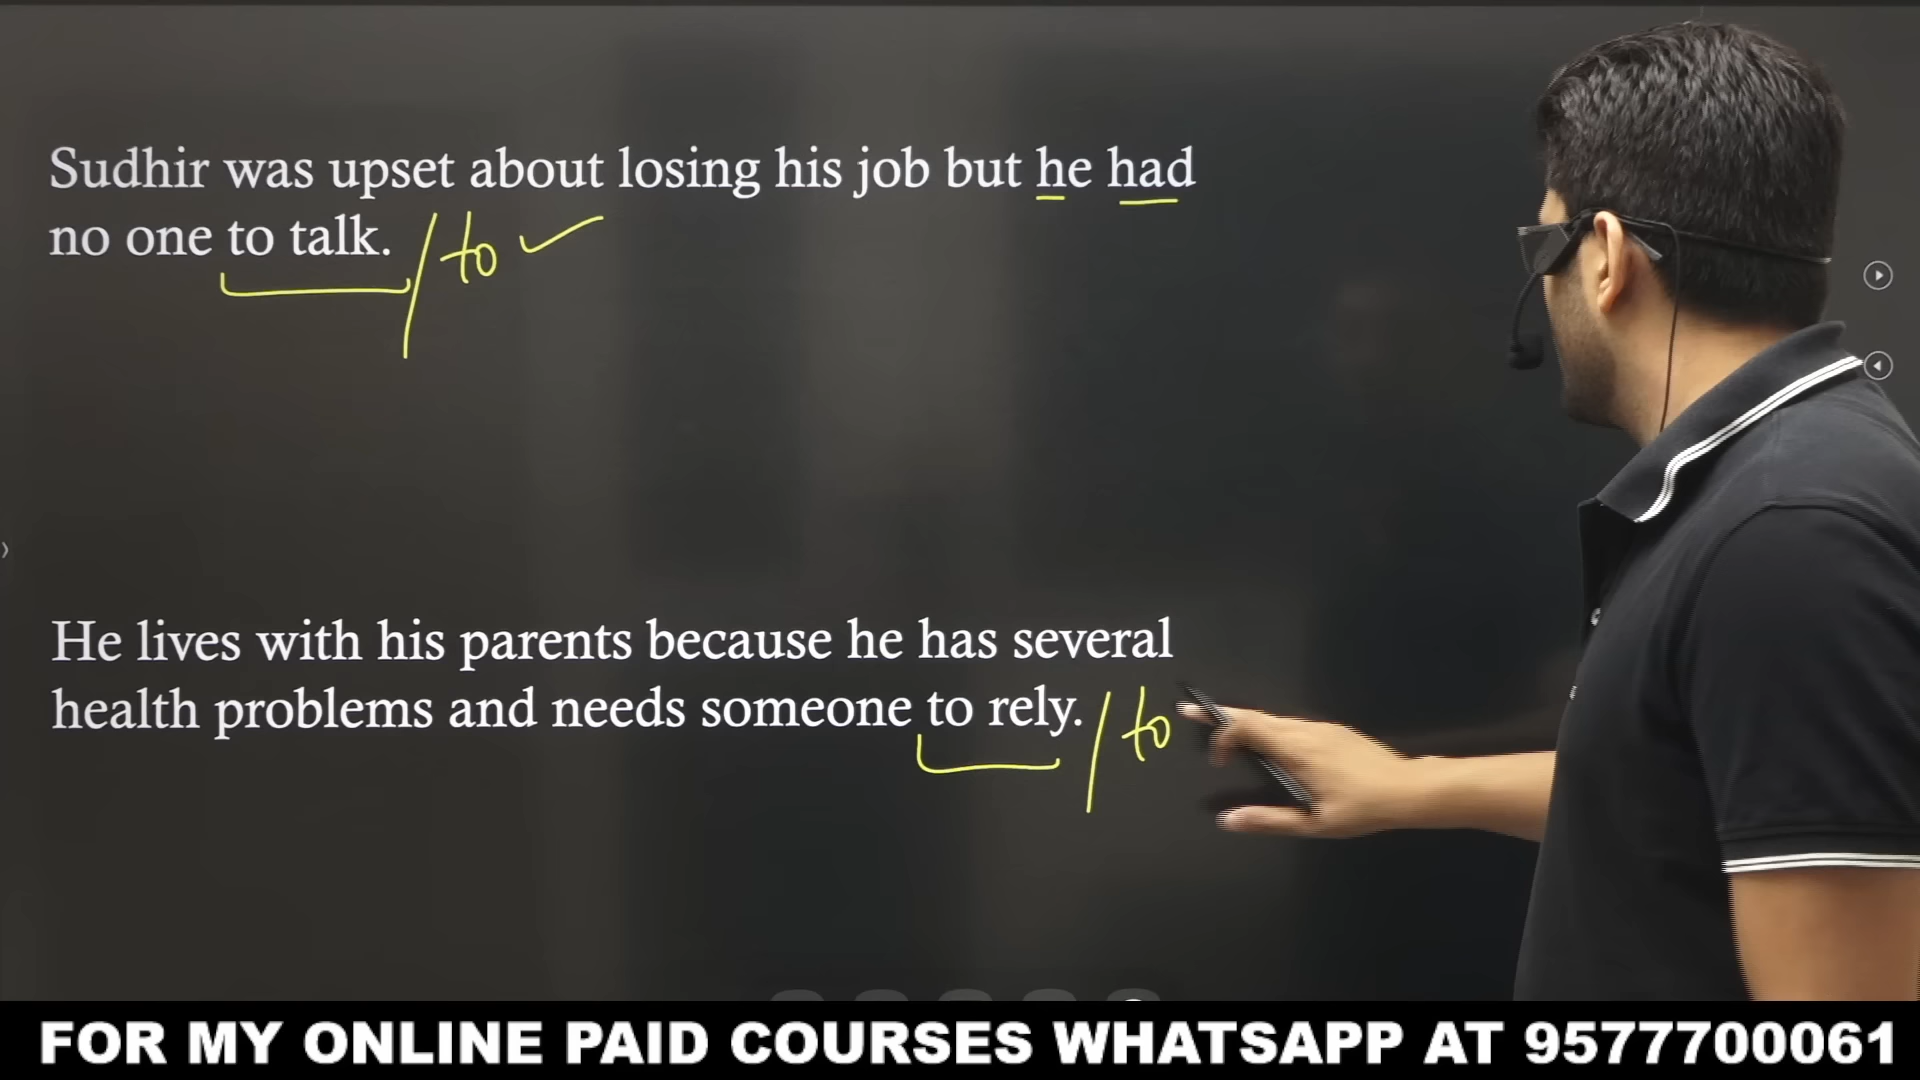 Sudhir was upset about losing his job but he had
no one to talk. / to ✓
He lives with his parents because he has several
health problems and needs someone to rely. / to
FOR MY ONLINE PAID COURSES WHATSAPP AT 9577700061